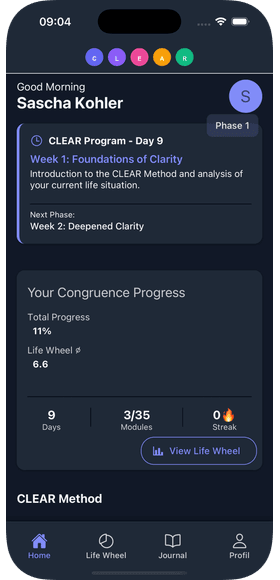 09:04
C L E A R
Good Morning
Sascha Kohler
S
Phase 1
CLEAR Program - Day 9
Week 1: Foundations of Clarity
Introduction to the CLEAR Method and analysis of
your current life situation.
Next Phase:
Week 2: Deepened Clarity
Your Congruence Progress
Total Progress
11%
Life Wheel ⌀
6.6
9 3/35 0🔥
Days Modules Streak
View Life Wheel
CLEAR Method
Home Life Wheel Journal Profil